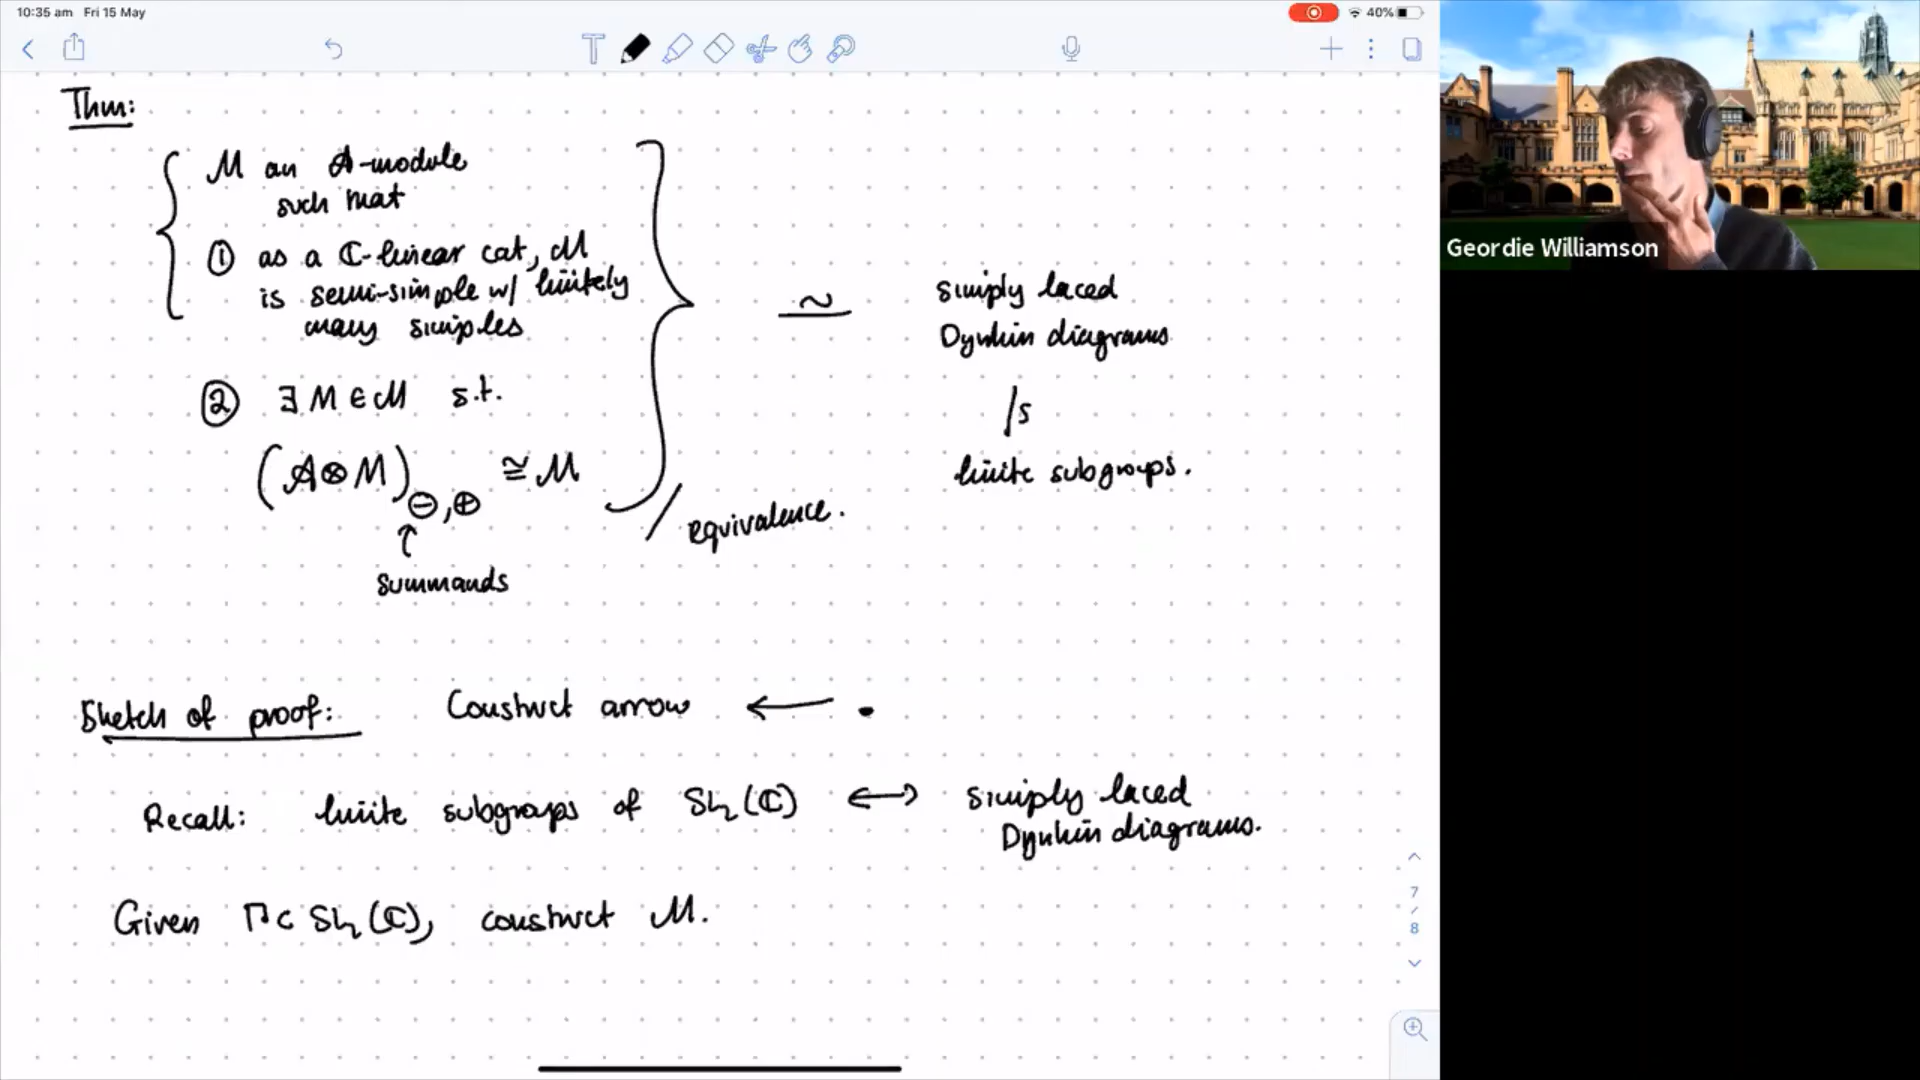 10:35 am Fri 15 May
40%
Thm:
M an A-module
such that
① as a ℂ-linear cat, M
is semi-simple w/ finitely
many simples
② ∃ M ∈ M s.t.
(A⊗M)⊖,⊕ ≅ M
↑
summands
/ equivalence.
≃
simply laced
Dynkin diagrams
/s
finite subgroups.
Sketch of proof: Construct arrow ← •
Recall: finite subgroups of SL₂(ℂ) ↔ simply laced
Dynkin diagrams.
Given Γ ⊂ SL₂(ℂ), construct M.
7
/
8
Geordie Williamson